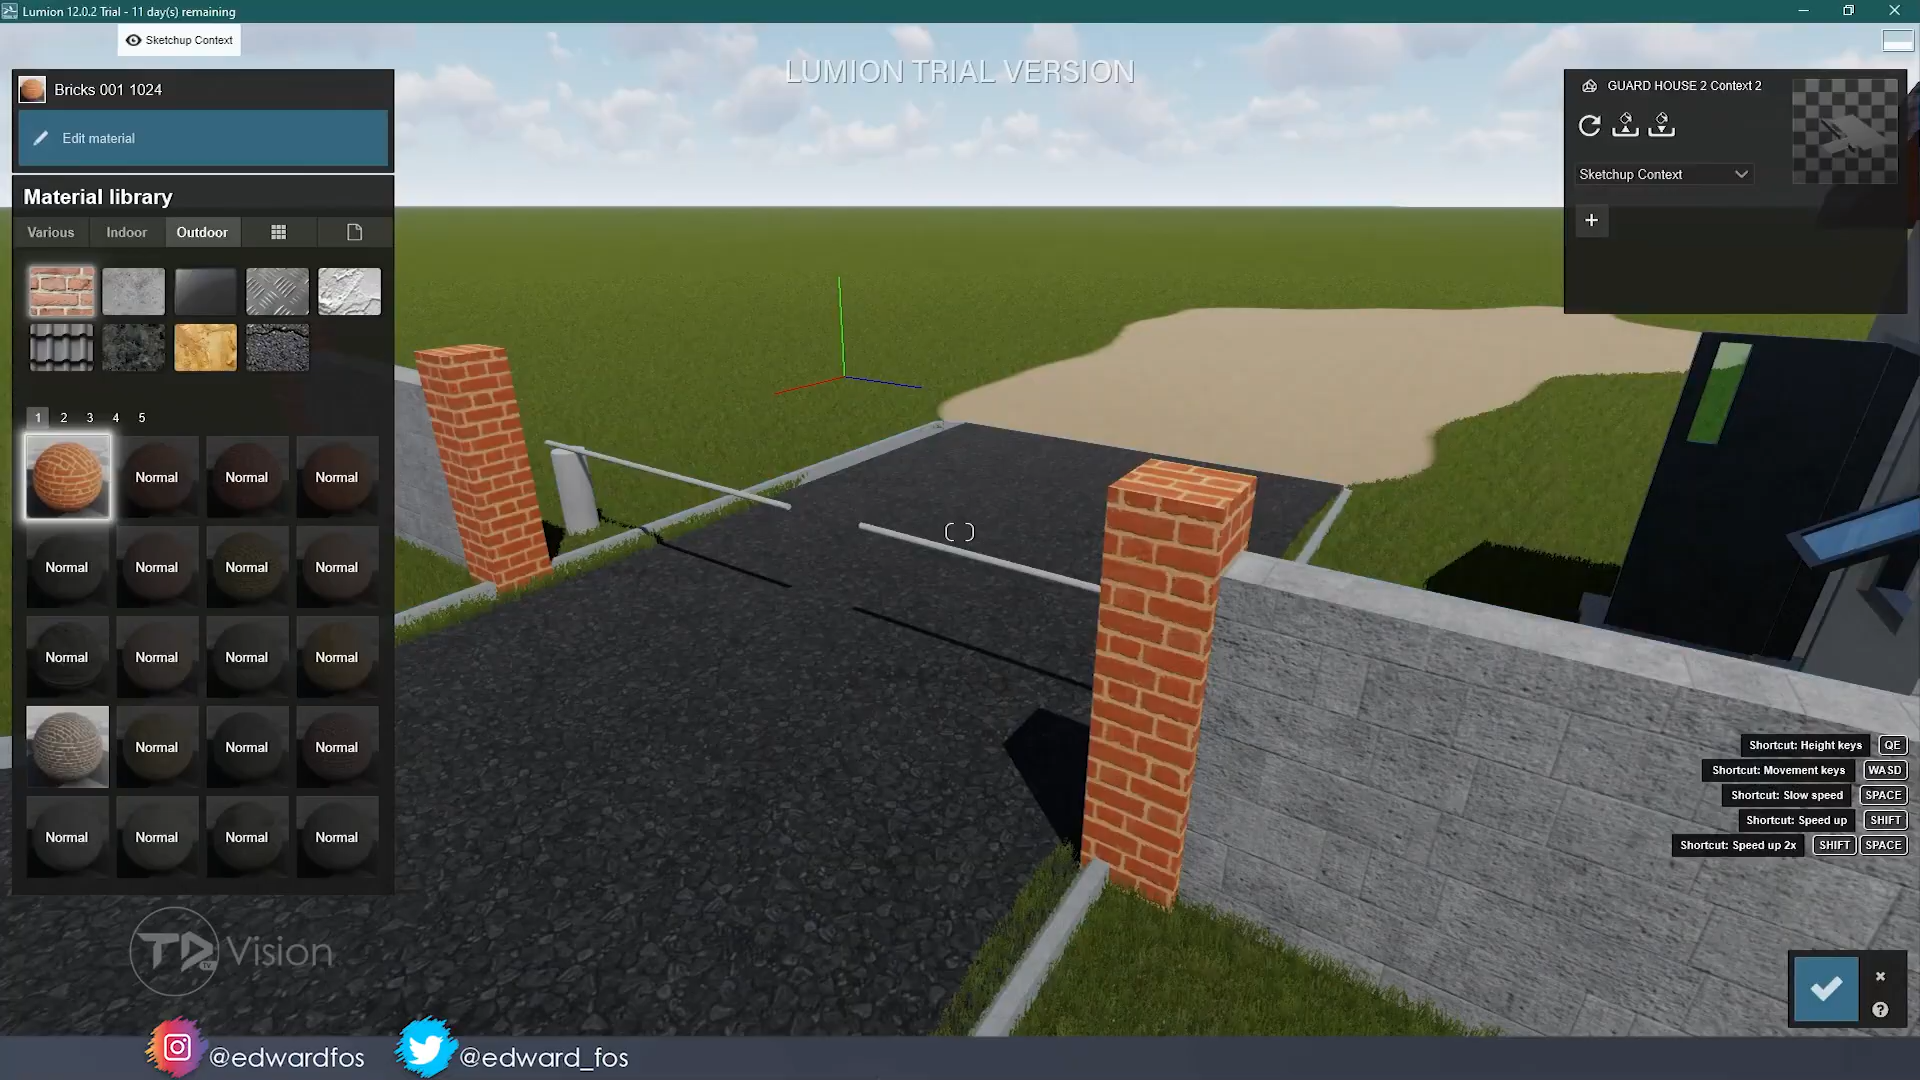 Lumion 12.0.2 Trial - 11 day(s) remaining
Sketchup Context
LUMION TRIAL VERSION
Bricks 001 1024
Edit material
Material library
Various Indoor Outdoor
1 2 3 4 5
Normal Normal Normal
Normal Normal Normal Normal
Normal Normal Normal Normal
Normal Normal Normal
Normal Normal Normal Normal
GUARD HOUSE 2 Context 2
Sketchup Context
+
Shortcut: Height keys QE
Shortcut: Movement keys WASD
Shortcut: Slow speed SPACE
Shortcut: Speed up SHIFT
Shortcut: Speed up 2x SHIFT SPACE
TD TV Vision
@edwardfos @edward_fos